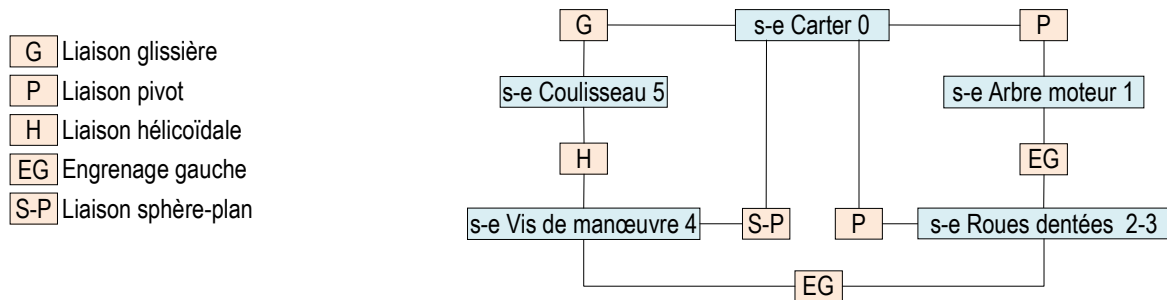 G Liaison glissière
P Liaison pivot
H Liaison hélicoïdale
EG Engrenage gauche
S-P Liaison sphère-plan
G s-e Carter 0 P
s-e Coulisseau 5 s-e Arbre moteur 1
H EG
s-e Vis de manœuvre 4 S-P P s-e Roues dentées 2-3
EG